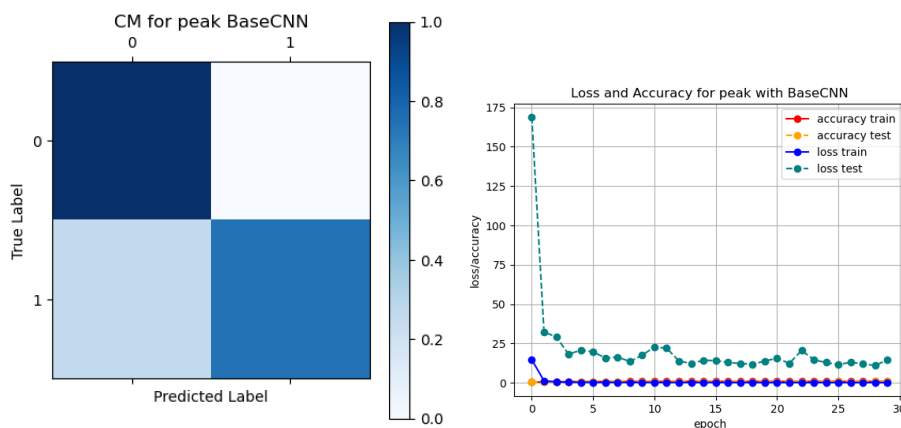 CM for peak BaseCNN
0 1
0
1
True Label
Predicted Label
1.0
0.8
0.6
0.4
0.2
0.0
Loss and Accuracy for peak with BaseCNN
175
150
125
100
75
50
25
0
loss/accuracy
accuracy train
accuracy test
loss train
loss test
0 5 10 15 20 25 30
epoch